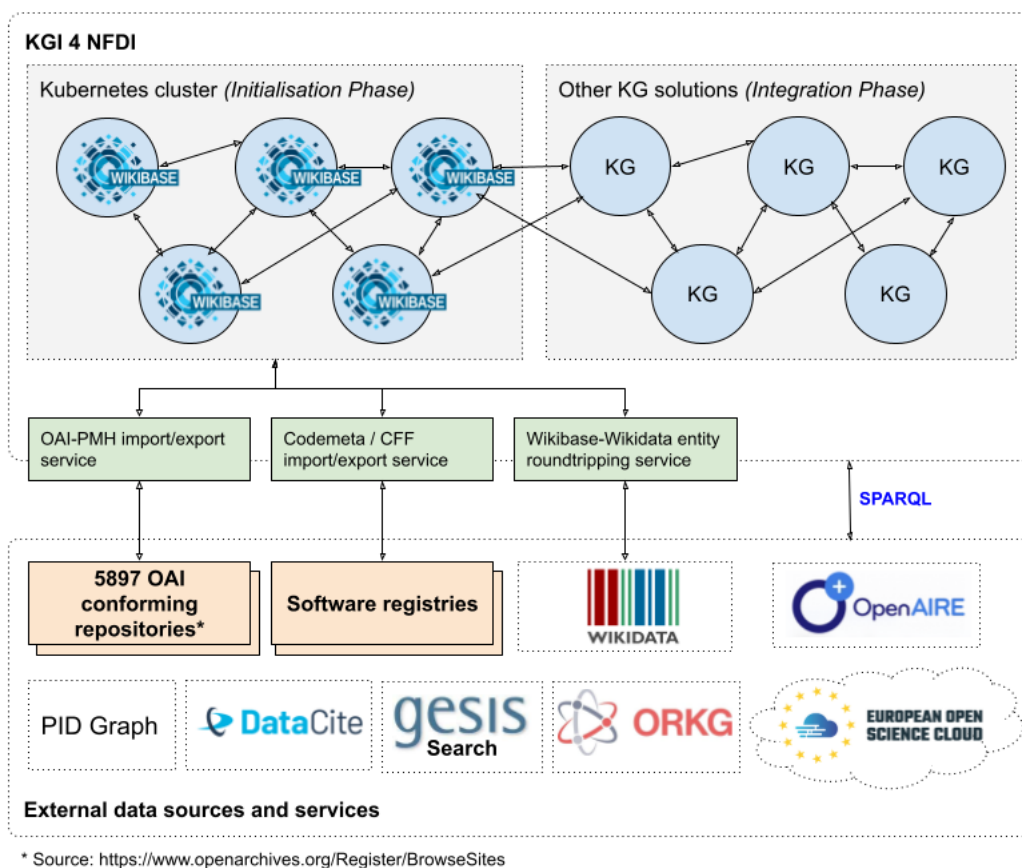 KGI 4 NFDI
Kubernetes cluster (Initialisation Phase)
Other KG solutions (Integration Phase)
WIKIBASE
WIKIBASE
WIKIBASE
KG
KG
KG
WIKIBASE
WIKIBASE
KG
KG
OAI-PMH import/export
service
Codemeta / CFF
import/export service
Wikibase-Wikidata entity
roundtripping service
SPARQL
5897 OAI
conforming
repositories*
Software registries
WIKIDATA
OpenAIRE
PID Graph
DataCite
gesis
Search
ORKG
EUROPEAN OPEN
SCIENCE CLOUD
External data sources and services
* Source: https://www.openarchives.org/Register/BrowseSites